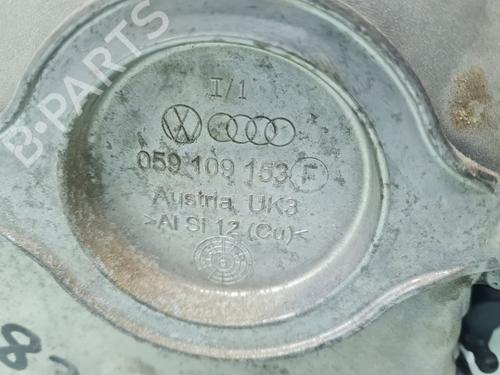 B-PARTS
I/1
059 109 153 F
Austria UK3
>Al Si 12 (Cu)<